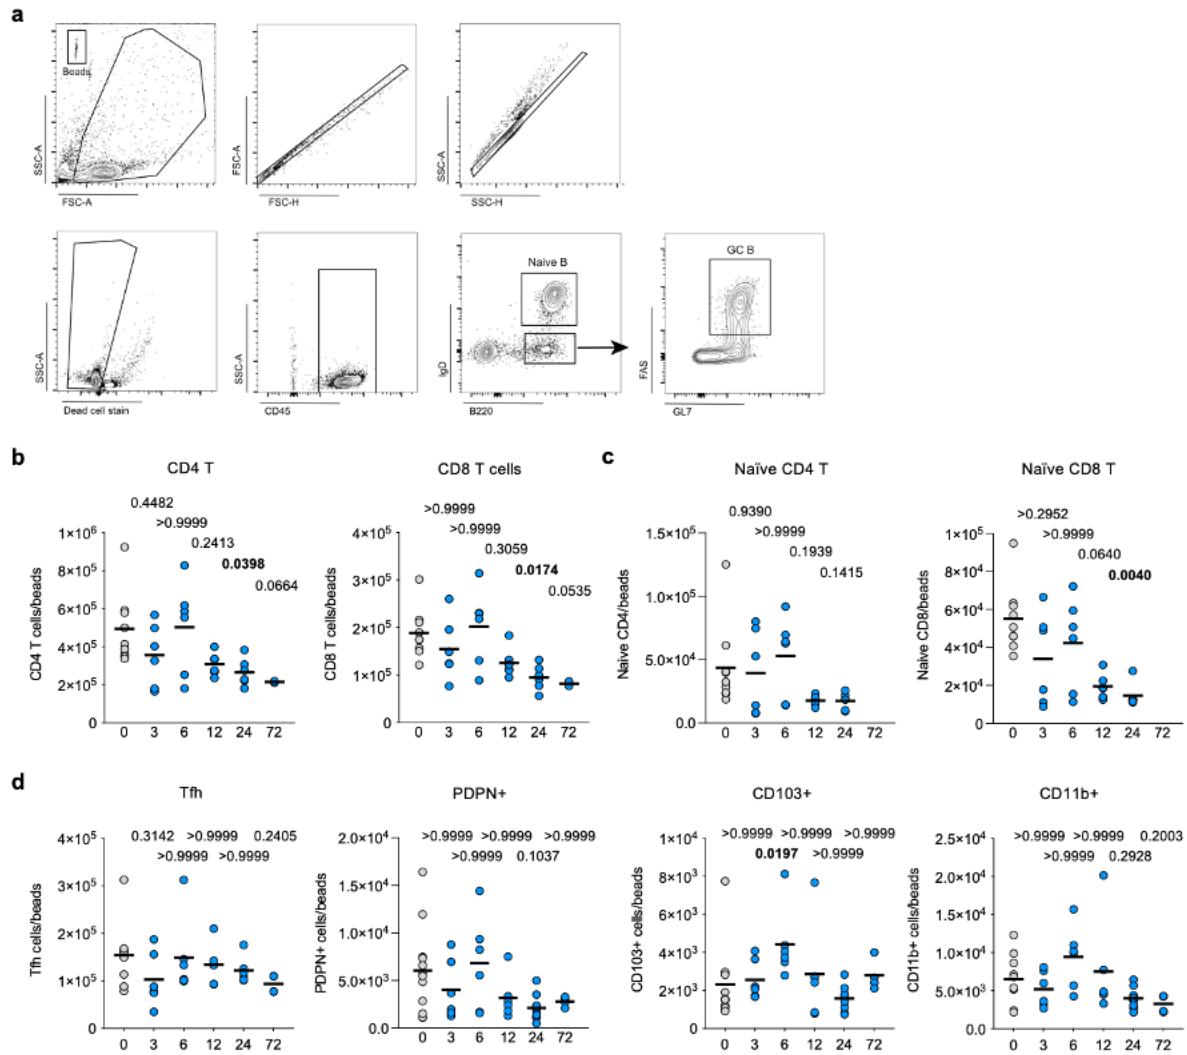 a
Beads
SSC-A
FSC-A
FSC-A
FSC-H
SSC-A
SSC-H
SSC-A
Dead cell stain
SSC-A
CD45
Naive B
IgD
B220
GC B
FAS
GL7
b
CD4 T
0.4482
>0.9999
0.2413
0.0398
0.0664
1×10⁶
8×10⁵
6×10⁵
4×10⁵
2×10⁵
0
CD4 T cells/beads
0 3 6 12 24 72
CD8 T cells
>0.9999
>0.9999
0.3059
0.0174
0.0535
4×10⁵
3×10⁵
2×10⁵
1×10⁵
0
CD8 T cells/beads
0 3 6 12 24 72
c
Naïve CD4 T
0.9390
>0.9999
0.1939
0.1415
1.5×10⁵
1.0×10⁵
5.0×10⁴
0.0
Naive CD4/beads
0 3 6 12 24 72
Naïve CD8 T
>0.2952
>0.9999
0.0640
0.0040
1×10⁵
8×10⁴
6×10⁴
4×10⁴
2×10⁴
0
Naive CD8/beads
0 3 6 12 24 72
d
Tfh
0.3142 >0.9999 0.2405
>0.9999 >0.9999
4×10⁵
3×10⁵
2×10⁵
1×10⁵
0
Tfh cells/beads
0 3 6 12 24 72
PDPN+
>0.9999 >0.9999 >0.9999
>0.9999 0.1037
2.0×10⁴
1.5×10⁴
1.0×10⁴
5.0×10³
0.0
PDPN+ cells/beads
0 3 6 12 24 72
CD103+
>0.9999 >0.9999 >0.9999
0.0197 >0.9999
1×10⁴
8×10³
6×10³
4×10³
2×10³
0
CD103+ cells/beads
0 3 6 12 24 72
CD11b+
>0.9999 >0.9999 0.2003
>0.9999 0.2928
2.5×10⁴
2.0×10⁴
1.5×10⁴
1.0×10⁴
5.0×10³
0.0
CD11b+ cells/beads
0 3 6 12 24 72